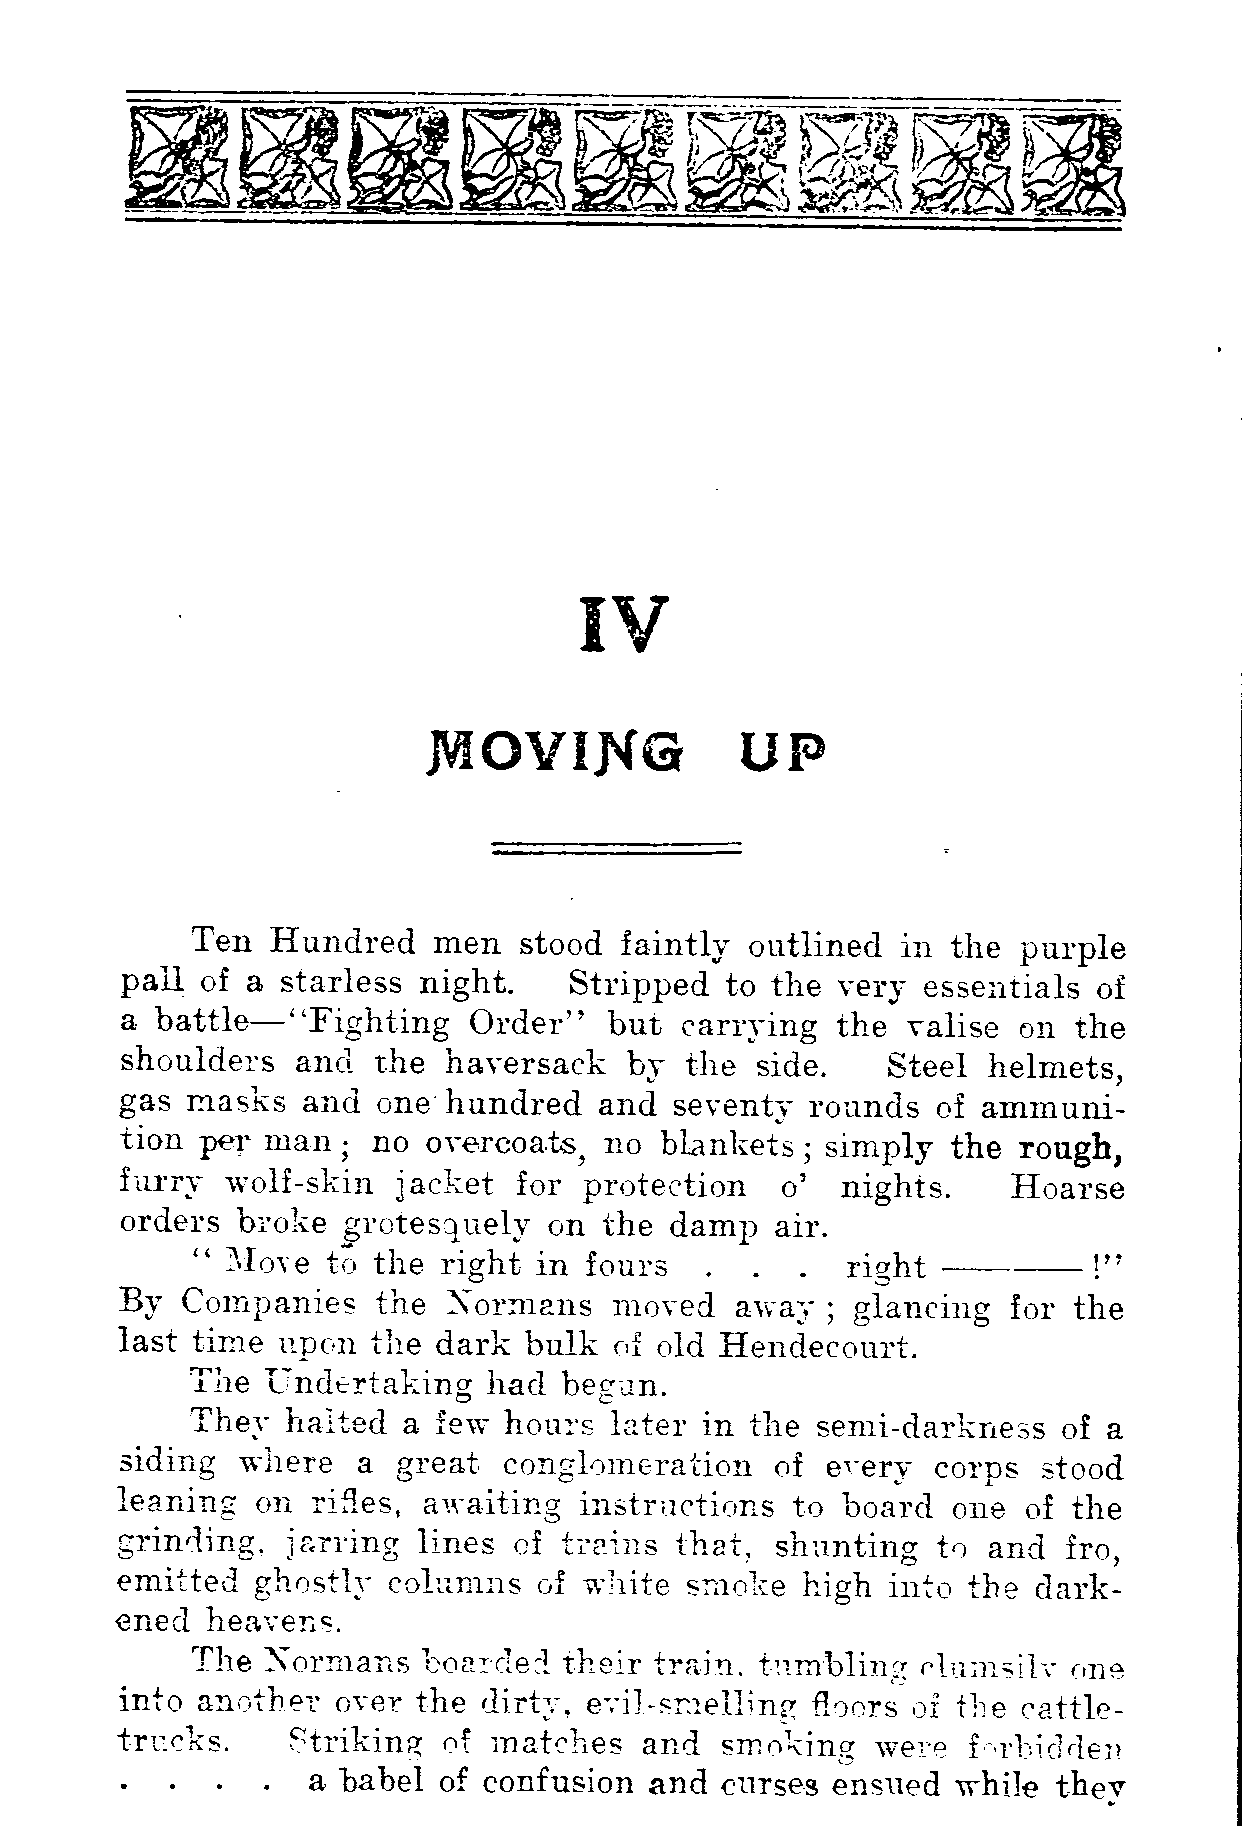 IV
MOVING UP
Ten Hundred men stood faintly outlined in the purple
pall of a starless night. Stripped to the very essentials of
a battle—“Fighting Order” but carrying the valise on the
shoulders and the haversack by the side. Steel helmets,
gas masks and one hundred and seventy rounds of ammuni-
tion per man ; no overcoats, no blankets ; simply the rough,
furry wolf-skin jacket for protection o’ nights. Hoarse
orders broke grotesquely on the damp air.
“ Move to the right in fours . . . right ———!”
By Companies the Normans moved away ; glancing for the
last time upon the dark bulk of old Hendecourt.
The Undertaking had begun.
They halted a few hours later in the semi-darkness of a
siding where a great conglomeration of every corps stood
leaning on rifles, awaiting instructions to board one of the
grinding, jarring lines of trains that, shunting to and fro,
emitted ghostly columns of white smoke high into the dark-
ened heavens.
The Normans boarded their train, tumbling clumsily one
into another over the dirty, evil-smelling floors of the cattle-
trucks. Striking of matches and smoking were forbidden
. . . . a babel of confusion and curses ensued while they